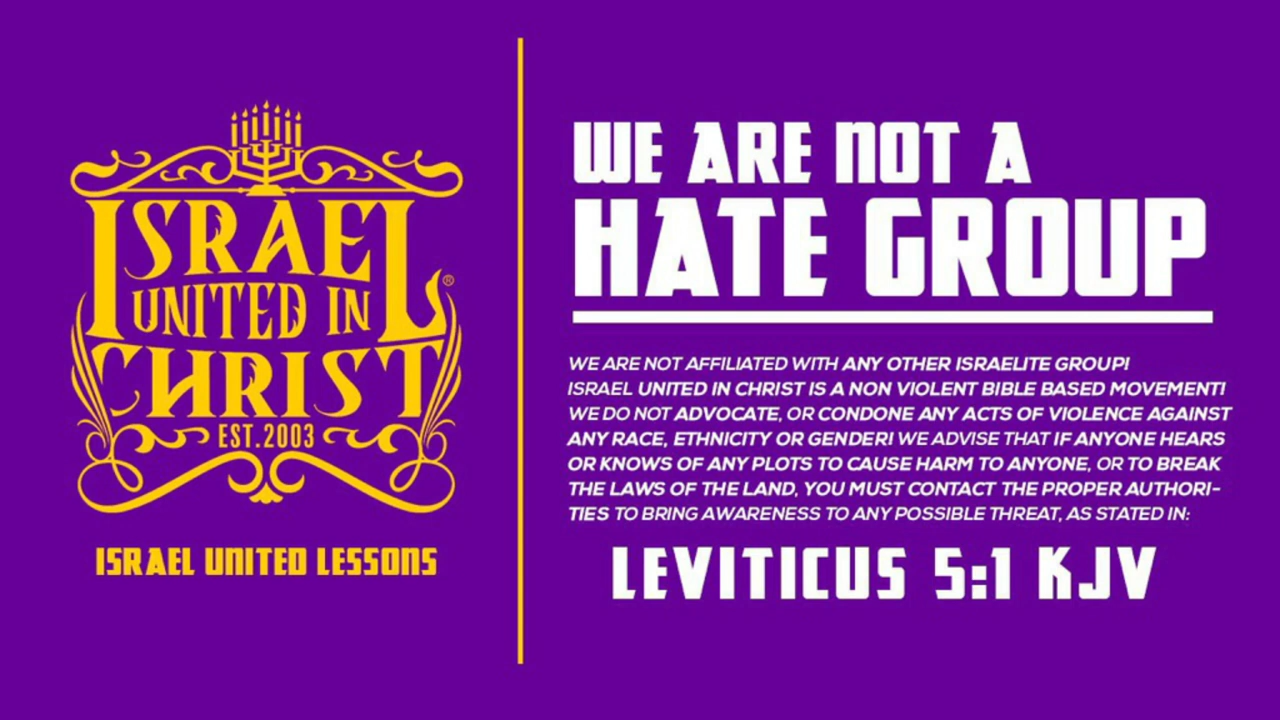 ISRAEL
UNITED IN
CHRIST
EST.2003
®
ISRAEL UNITED LESSONS
WE ARE NOT A
HATE GROUP
WE ARE NOT AFFILIATED WITH ANY OTHER ISRAELITE GROUP!
ISRAEL UNITED IN CHRIST IS A NON VIOLENT BIBLE BASED MOVEMENT!
WE DO NOT ADVOCATE, OR CONDONE ANY ACTS OF VIOLENCE AGAINST
ANY RACE, ETHNICITY OR GENDER! WE ADVISE THAT IF ANYONE HEARS
OR KNOWS OF ANY PLOTS TO CAUSE HARM TO ANYONE, OR TO BREAK
THE LAWS OF THE LAND, YOU MUST CONTACT THE PROPER AUTHORI-
TIES TO BRING AWARENESS TO ANY POSSIBLE THREAT, AS STATED IN:
LEVITICUS 5:1 KJV